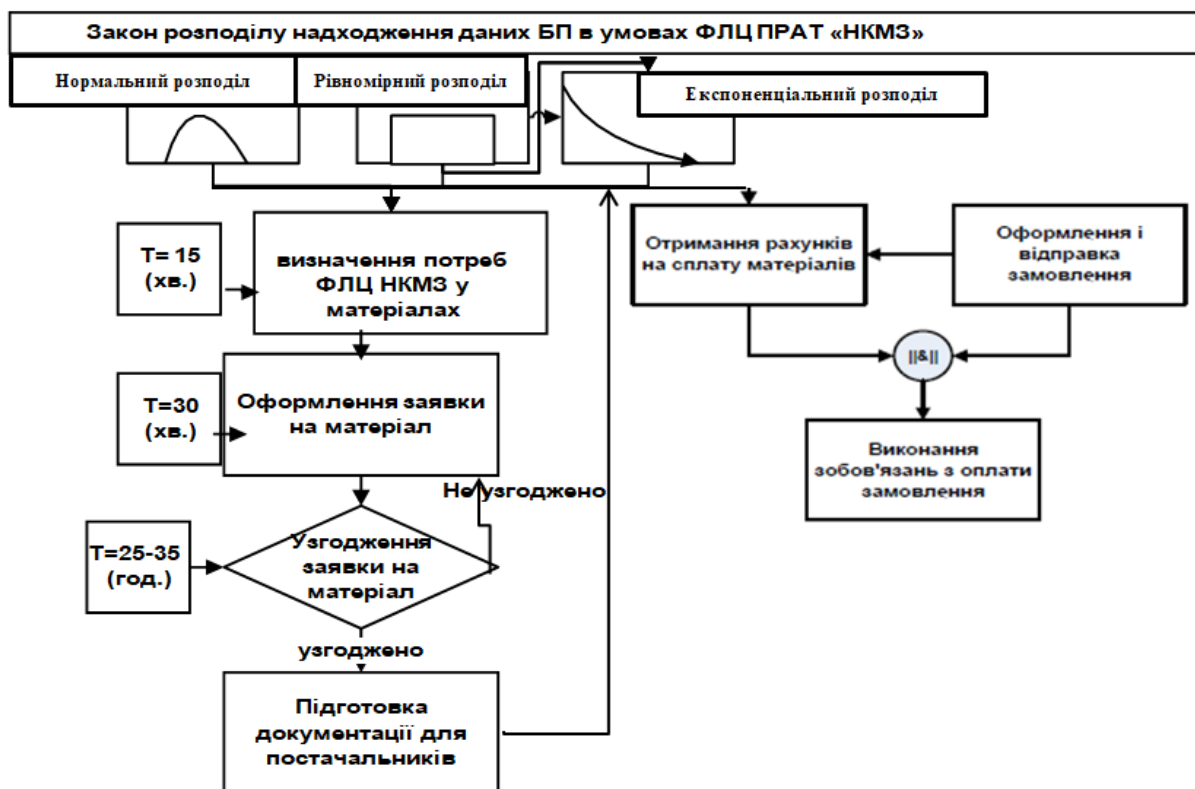 Закон розподілу надходження даних БП в умовах ФЛЦ ПРАТ «НКМЗ»
Нормальний розподіл
Рівномірний розподіл
Експоненціальний розподіл
Т= 15
(хв.)
визначення потреб
ФЛЦ НКМЗ у
матеріалах
Отримання рахунків
на сплату матеріалів
Оформлення і
відправка
замовлення
||&||
Т=30
(хв.)
Оформлення заявки
на матеріал
Виконання
зобов'язань з оплати
замовлення
Не узгоджено
Т=25-35
(год.)
Узгодження
заявки на
матеріал
узгоджено
Підготовка
документації для
постачальників